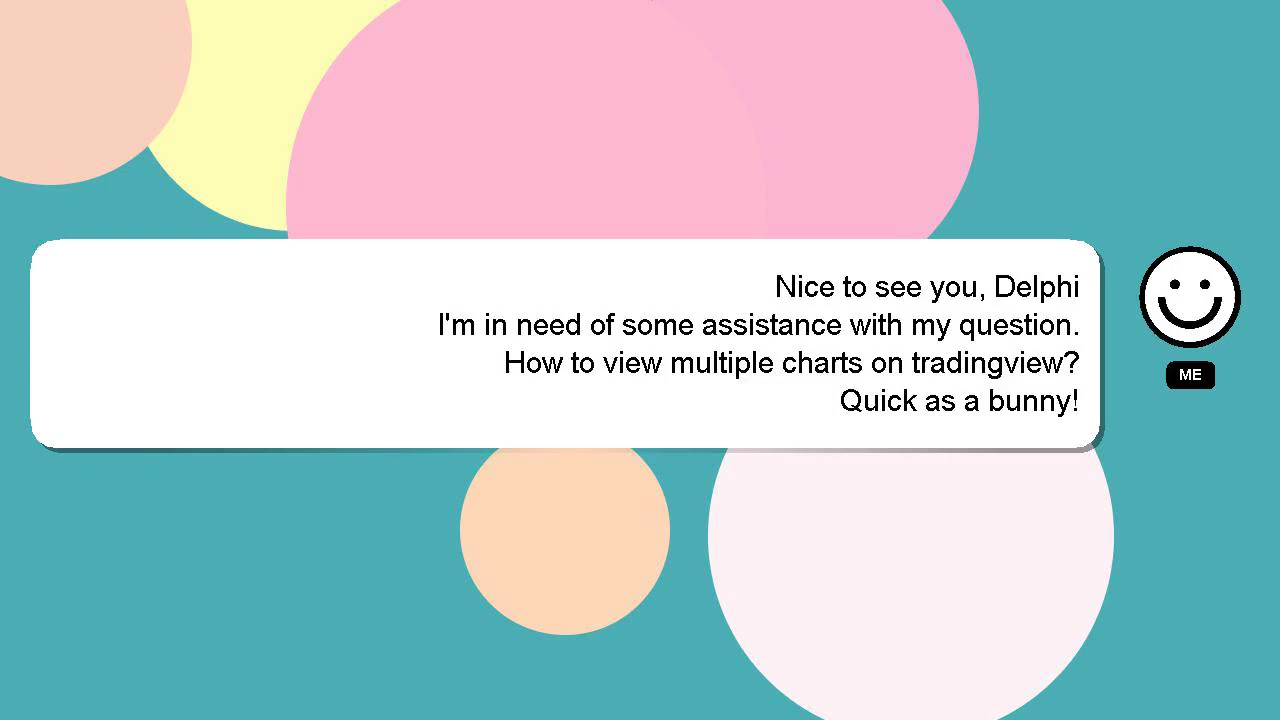 Nice to see you, Delphi
I'm in need of some assistance with my question.
How to view multiple charts on tradingview?
Quick as a bunny!
ME